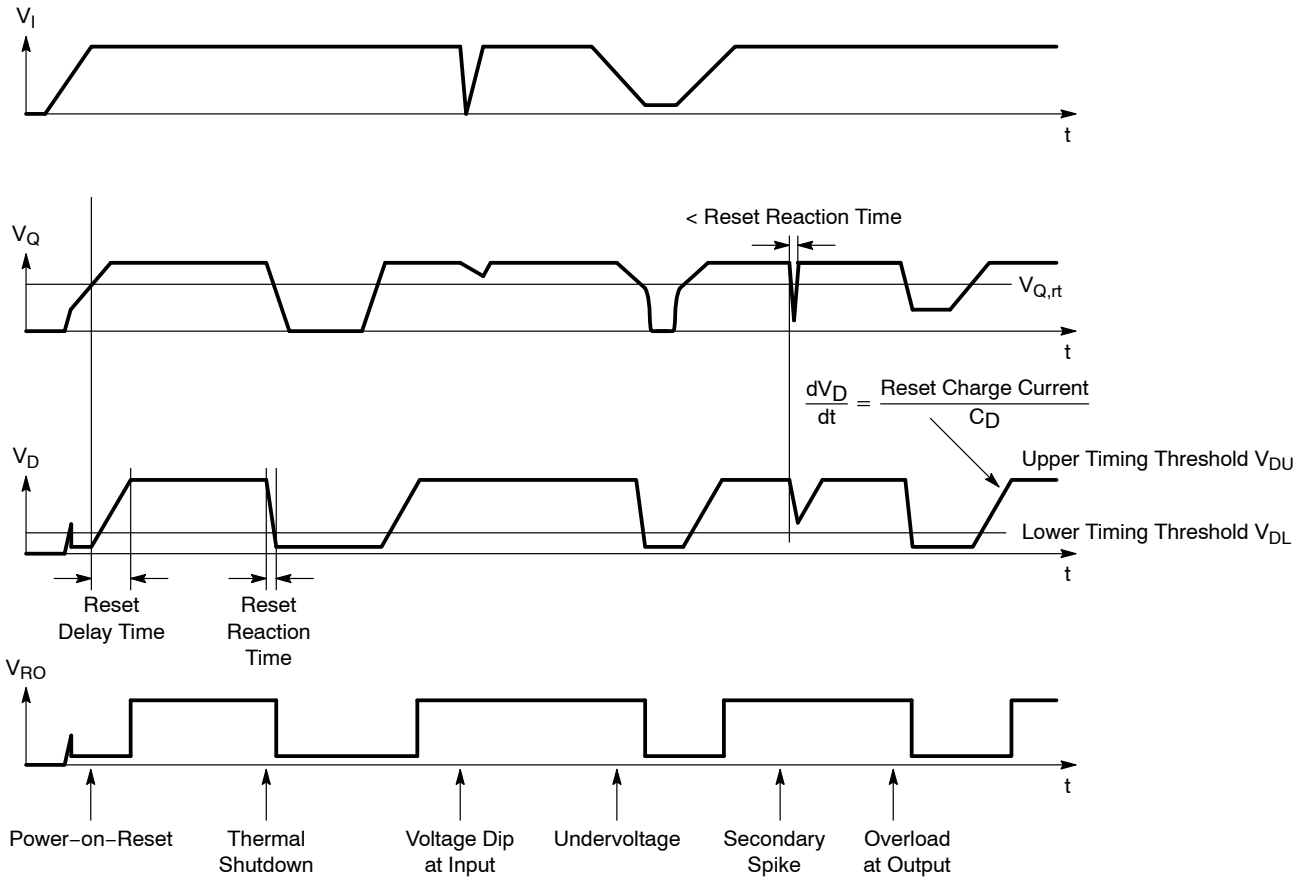 V_I
t
< Reset Reaction Time
V_Q
V_Q,rt
t
dV_D
dt
=
Reset Charge Current
C_D
V_D
Upper Timing Threshold V_DU
Lower Timing Threshold V_DL
t
Reset
Delay Time
Reset
Reaction
Time
V_RO
t
Power−on−Reset
Thermal
Shutdown
Voltage Dip
at Input
Undervoltage
Secondary
Spike
Overload
at Output